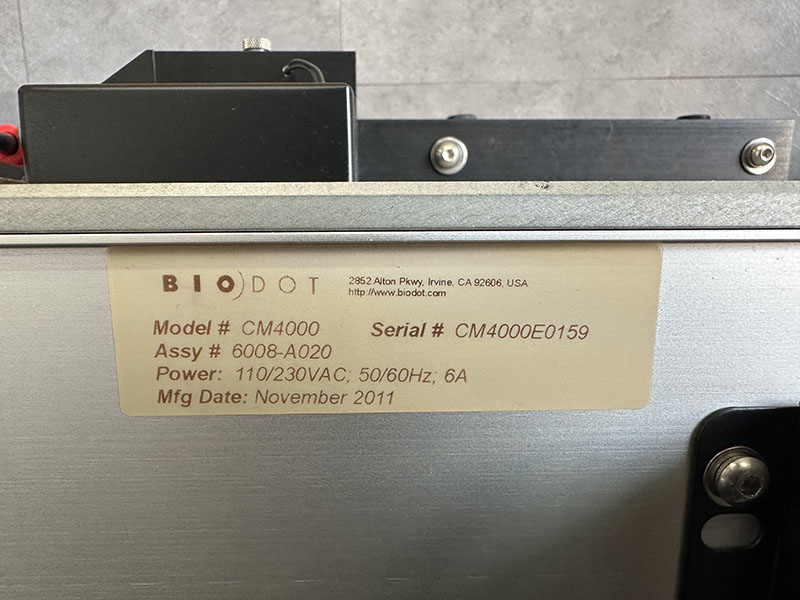 BIODOT
2852 Alton Pkwy, Irvine, CA 92606, USA
http://www.biodot.com
Model # CM4000 Serial # CM4000E0159
Assy # 6008-A020
Power: 110/230VAC; 50/60Hz; 6A
Mfg Date: November 2011